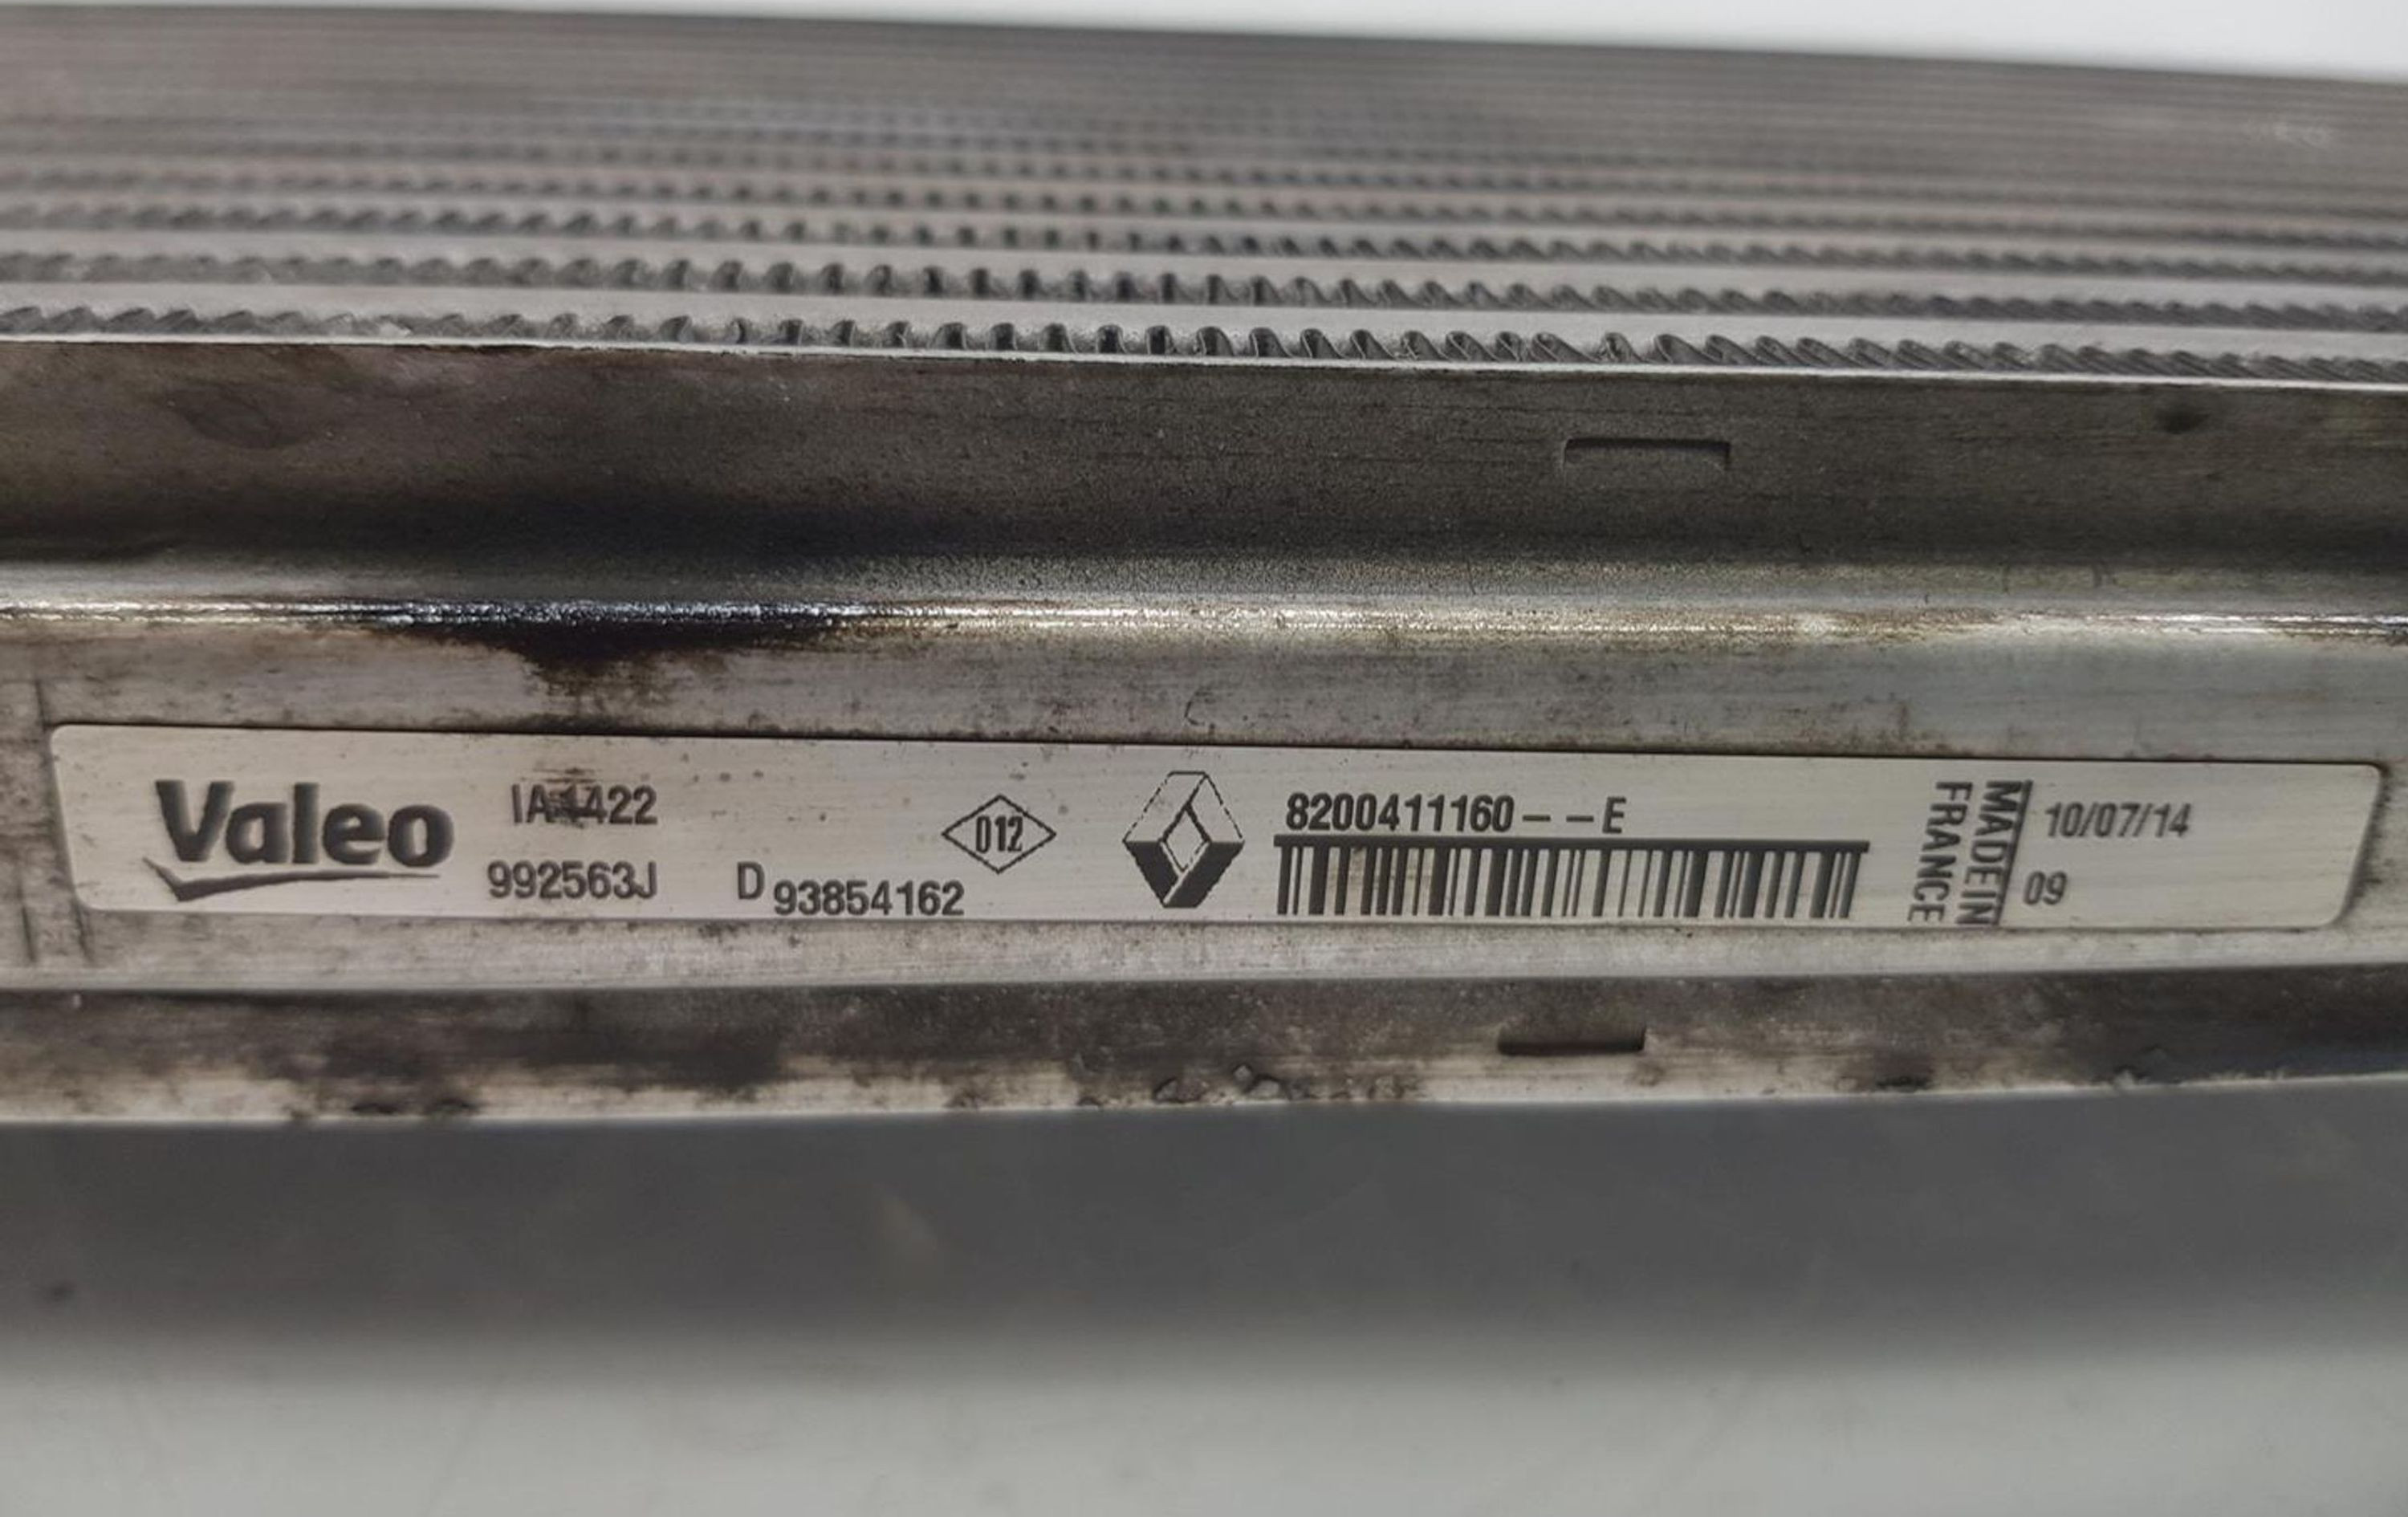 Valeo
IA1422
992563J
D 93854162
012
8200411160--E
MADE IN
FRANCE
10/07/14
09